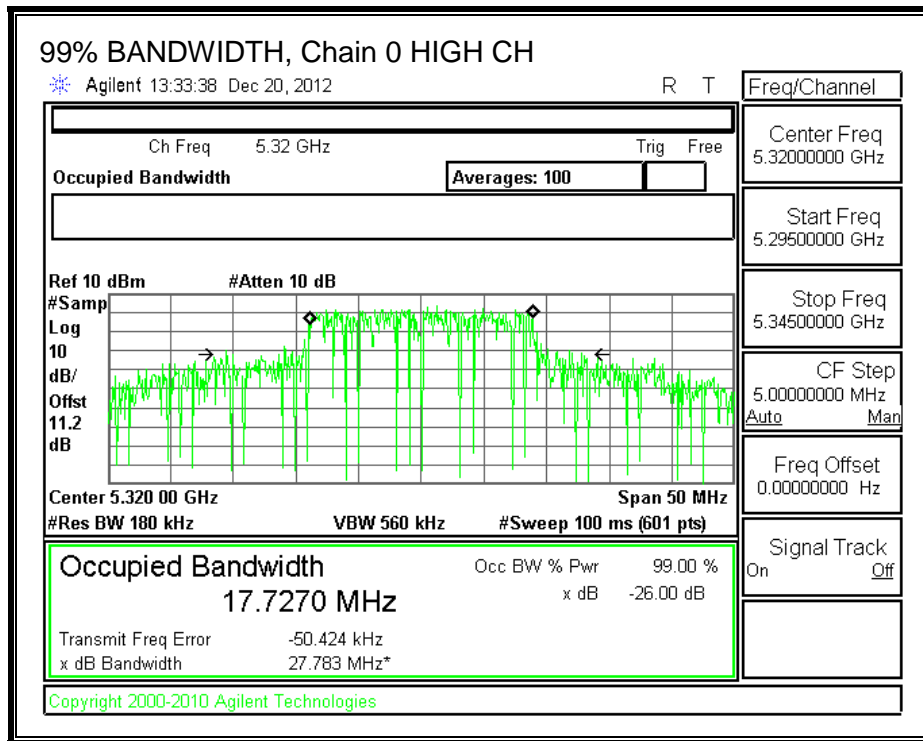 99% BANDWIDTH, Chain 0 HIGH CH
Agilent 13:33:38 Dec 20, 2012 R T
Freq/Channel
Ch Freq 5.32 GHz Trig Free
Occupied Bandwidth Averages: 100
Center Freq
5.32000000 GHz
Start Freq
5.29500000 GHz
Stop Freq
5.34500000 GHz
CF Step
5.00000000 MHz
Auto Man
Freq Offset
0.00000000 Hz
Signal Track
On Off
Ref 10 dBm #Atten 10 dB
#Samp
Log
10
dB/
Offst
11.2
dB
Center 5.320 00 GHz Span 50 MHz
#Res BW 180 kHz VBW 560 kHz #Sweep 100 ms (601 pts)
Occupied Bandwidth Occ BW % Pwr 99.00 %
17.7270 MHz x dB -26.00 dB
Transmit Freq Error -50.424 kHz
x dB Bandwidth 27.783 MHz*
Copyright 2000-2010 Agilent Technologies